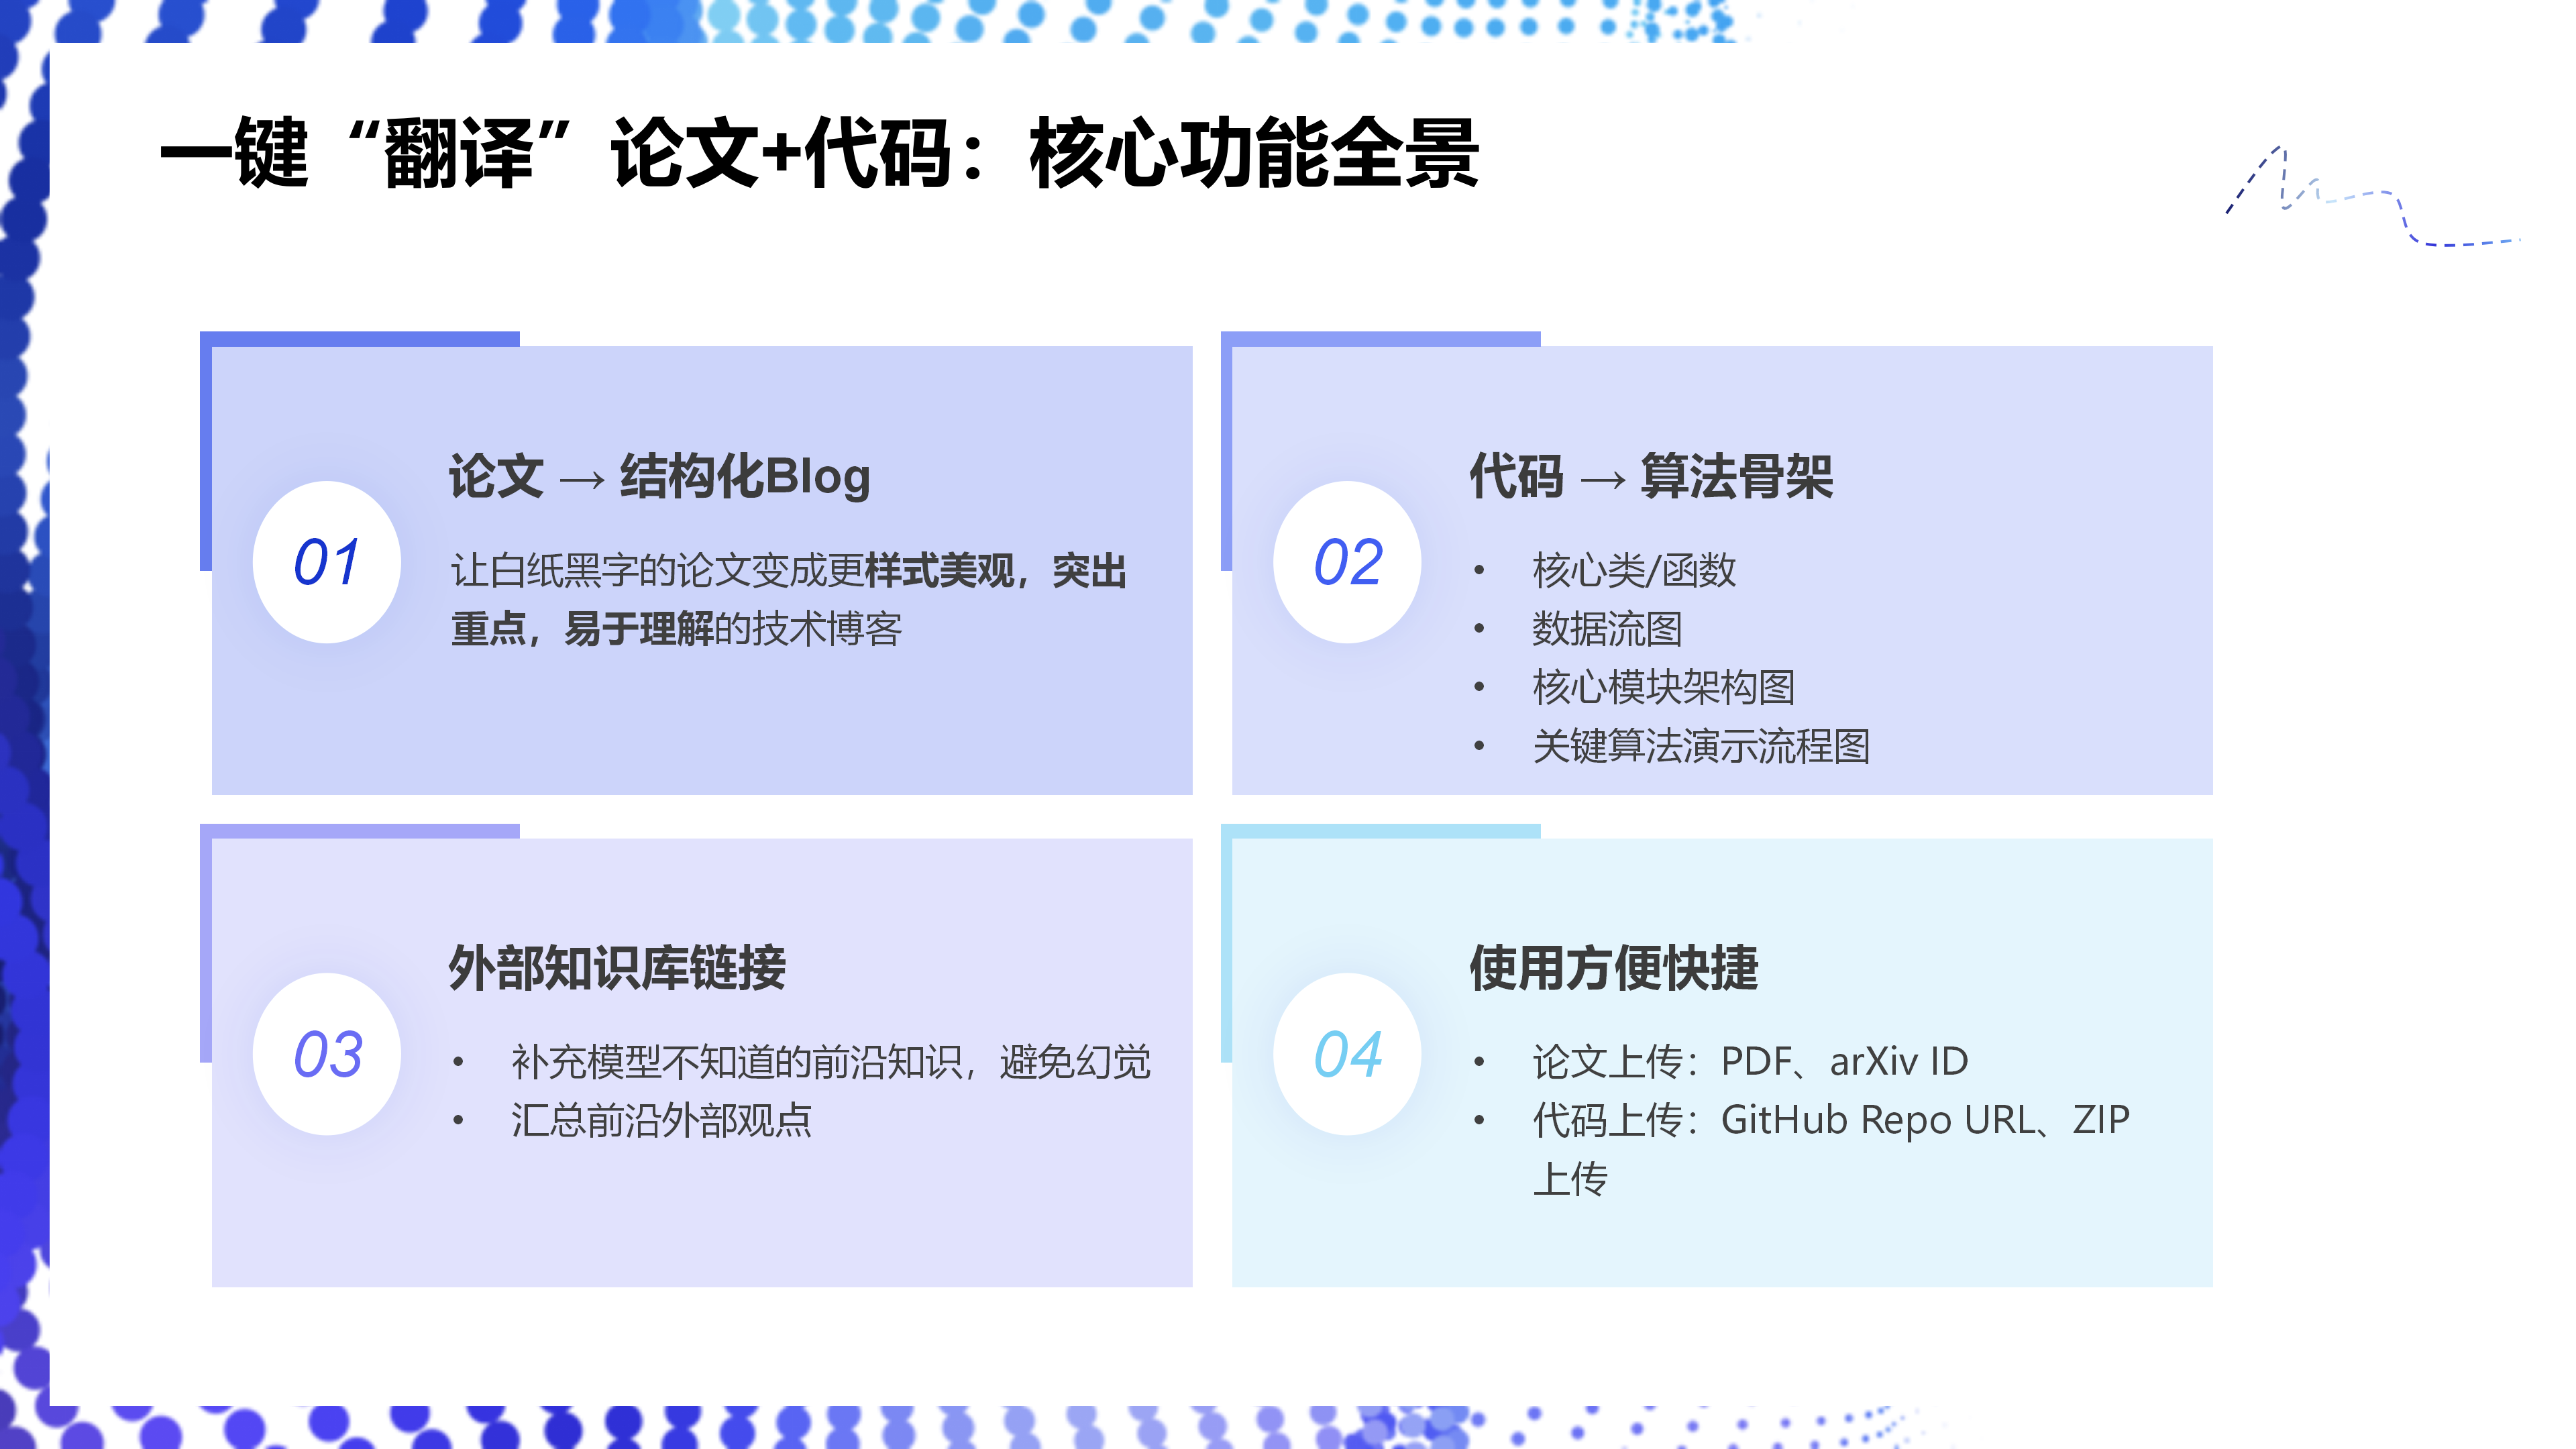 一键“翻译”论文+代码：核心功能全景
01
论文 → 结构化Blog
让白纸黑字的论文变成更样式美观，突出
重点，易于理解的技术博客
02
代码 → 算法骨架
• 核心类/函数
• 数据流图
• 核心模块架构图
• 关键算法演示流程图
03
外部知识库链接
• 补充模型不知道的前沿知识，避免幻觉
• 汇总前沿外部观点
04
使用方便快捷
• 论文上传：PDF、arXiv ID
• 代码上传：GitHub Repo URL、ZIP
上传